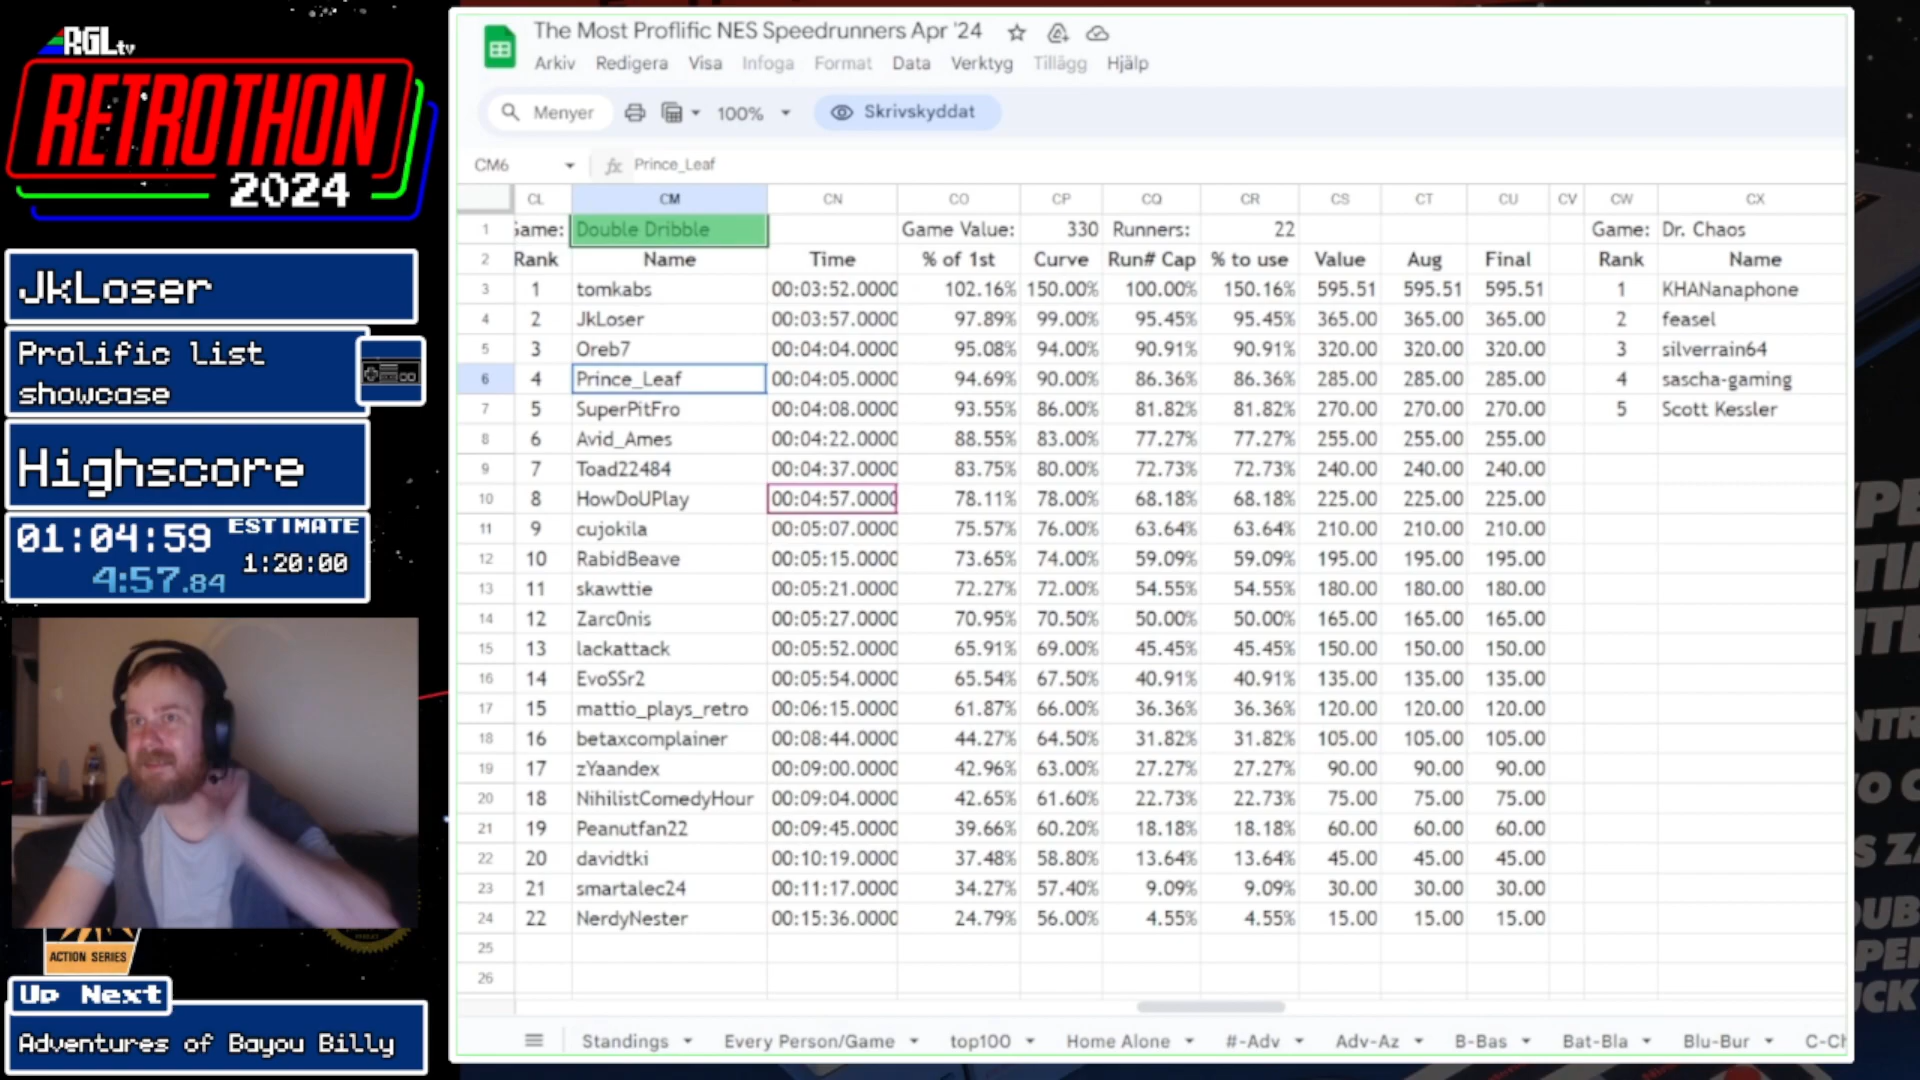 RGLtv
RETROTHON
2024
JkLoser
Prolific list
showcase
Highscore
01:04:59 ESTIMATE
4:57.84 1:20:00
ACTION SERIES
Up Next
Adventures of Bayou Billy
The Most Proflific NES Speedrunners Apr '24
Arkiv Redigera Visa Infoga Format Data Verktyg Tillägg Hjälp
Menyer 100% Skrivskyddat
CM6 fx Prince_Leaf
CL CM CN CO CP CQ CR CS CT CU CV CW CX
1 Game: Double Dribble Game Value: 330 Runners: 22 Game: Dr. Chaos
2 Rank Name Time % of 1st Curve Run# Cap % to use Value Aug Final Rank Name
3 1 tomkabs 00:03:52.0000 102.16% 150.00% 100.00% 150.16% 595.51 595.51 595.51 1 KHANanaphone
4 2 JkLoser 00:03:57.0000 97.89% 99.00% 95.45% 95.45% 365.00 365.00 365.00 2 feasel
5 3 Oreb7 00:04:04.0000 95.08% 94.00% 90.91% 90.91% 320.00 320.00 320.00 3 silverrain64
6 4 Prince_Leaf 00:04:05.0000 94.69% 90.00% 86.36% 86.36% 285.00 285.00 285.00 4 sascha-gaming
7 5 SuperPitFro 00:04:08.0000 93.55% 86.00% 81.82% 81.82% 270.00 270.00 270.00 5 Scott Kessler
8 6 Avid_Ames 00:04:22.0000 88.55% 83.00% 77.27% 77.27% 255.00 255.00 255.00
9 7 Toad22484 00:04:37.0000 83.75% 80.00% 72.73% 72.73% 240.00 240.00 240.00
10 8 HowDoUPlay 00:04:57.0000 78.11% 78.00% 68.18% 68.18% 225.00 225.00 225.00
11 9 cujokila 00:05:07.0000 75.57% 76.00% 63.64% 63.64% 210.00 210.00 210.00
12 10 RabidBeave 00:05:15.0000 73.65% 74.00% 59.09% 59.09% 195.00 195.00 195.00
13 11 skawttie 00:05:21.0000 72.27% 72.00% 54.55% 54.55% 180.00 180.00 180.00
14 12 Zarc0nis 00:05:27.0000 70.95% 70.50% 50.00% 50.00% 165.00 165.00 165.00
15 13 lackattack 00:05:52.0000 65.91% 69.00% 45.45% 45.45% 150.00 150.00 150.00
16 14 EvoSSr2 00:05:54.0000 65.54% 67.50% 40.91% 40.91% 135.00 135.00 135.00
17 15 mattio_plays_retro 00:06:15.0000 61.87% 66.00% 36.36% 36.36% 120.00 120.00 120.00
18 16 betaxcomplainer 00:08:44.0000 44.27% 64.50% 31.82% 31.82% 105.00 105.00 105.00
19 17 zYaandex 00:09:00.0000 42.96% 63.00% 27.27% 27.27% 90.00 90.00 90.00
20 18 NihilistComedyHour 00:09:04.0000 42.65% 61.60% 22.73% 22.73% 75.00 75.00 75.00
21 19 Peanutfan22 00:09:45.0000 39.66% 60.20% 18.18% 18.18% 60.00 60.00 60.00
22 20 davidtki 00:10:19.0000 37.48% 58.80% 13.64% 13.64% 45.00 45.00 45.00
23 21 smartalec24 00:11:17.0000 34.27% 57.40% 9.09% 9.09% 30.00 30.00 30.00
24 22 NerdyNester 00:15:36.0000 24.79% 56.00% 4.55% 4.55% 15.00 15.00 15.00
25
26
Standings Every Person/Game top100 Home Alone #-Adv Adv-Az B-Bas Bat-Bla Blu-Bur